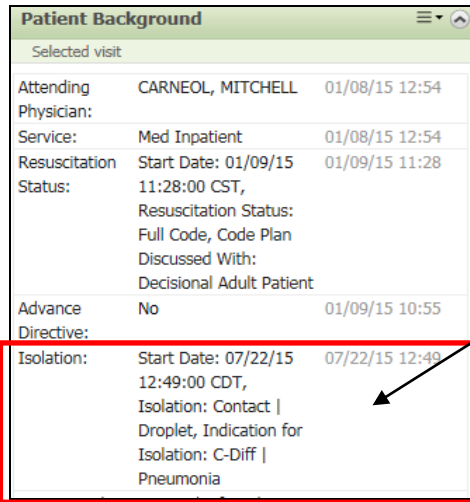 Patient Background
Selected visit
Attending CARNEOL, MITCHELL 01/08/15 12:54
Physician:
Service: Med Inpatient 01/08/15 12:54
Resuscitation Start Date: 01/09/15 01/09/15 11:28
Status: 11:28:00 CST,
Resuscitation Status:
Full Code, Code Plan
Discussed With:
Decisional Adult Patient
Advance No 01/09/15 10:55
Directive:
Isolation: Start Date: 07/22/15 07/22/15 12:49
12:49:00 CDT,
Isolation: Contact |
Droplet, Indication for
Isolation: C-Diff |
Pneumonia